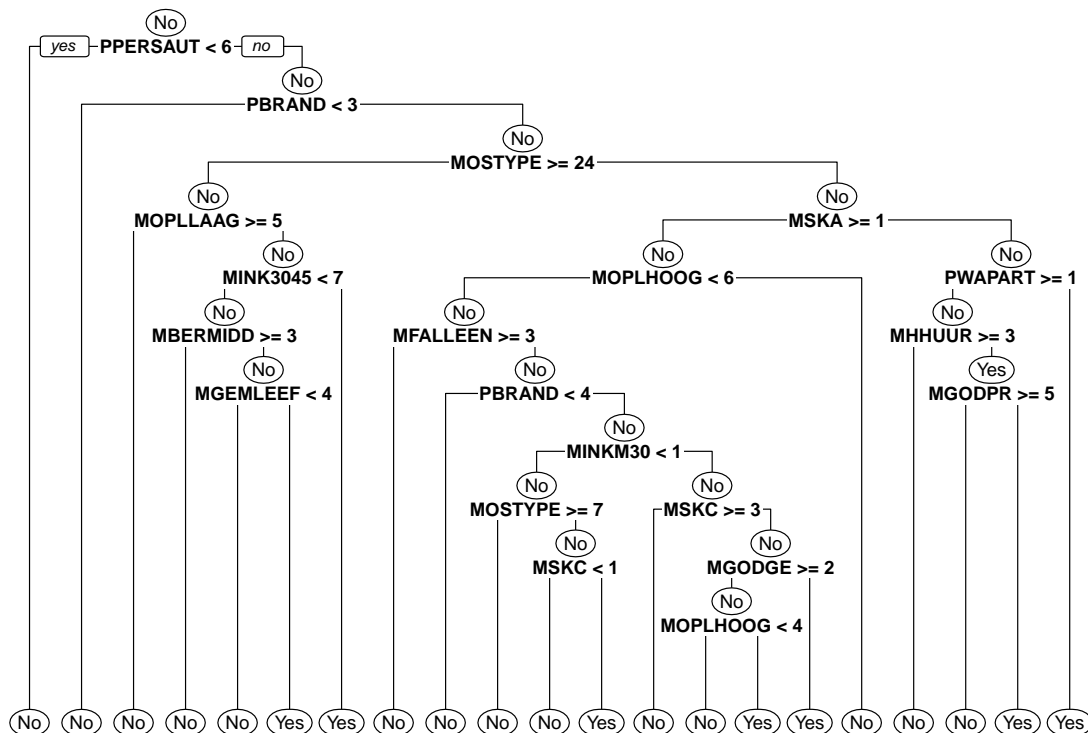 No
yes PPERSAUT < 6 no
No
PBRAND < 3
No
MOSTYPE >= 24
No No
MOPLLAAG >= 5 MSKA >= 1
No No No
MINK3045 < 7 MOPLHOOG < 6 PWAPART >= 1
No No No
MBERMIDD >= 3 MFALLEEN >= 3 MHHUUR >= 3
No No Yes
MGEMLEEF < 4 PBRAND < 4 MGODPR >= 5
No
MINKM30 < 1
No No
MOSTYPE >= 7 MSKC >= 3
No No
MSKC < 1 MGODGE >= 2
No
MOPLHOOG < 4
No No No No No Yes Yes No No No No Yes No No Yes Yes No No No Yes Yes